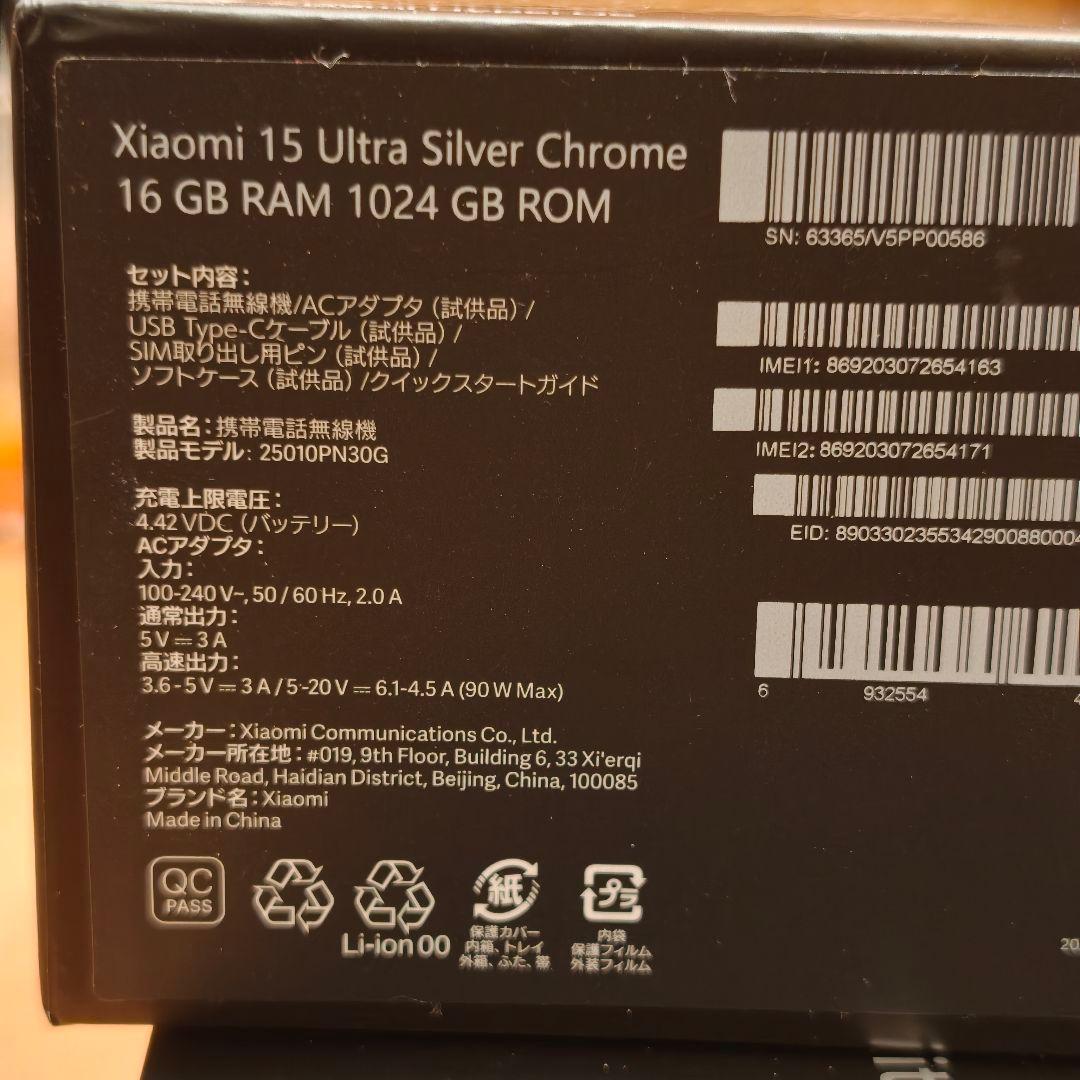 Xiaomi 15 Ultra Silver Chrome
16 GB RAM 1024 GB ROM
セット内容：
携帯電話無線機/ACアダプタ（試供品）/
USB Type-Cケーブル（試供品）/
SIM取り出し用ピン（試供品）/
ソフトケース（試供品）/クイックスタートガイド
製品名：携帯電話無線機
製品モデル：25010PN30G
充電上限電圧：
4.42 VDC（バッテリー）
ACアダプタ：
入力：
100-240 V~, 50 / 60 Hz, 2.0 A
通常出力：
5 V⎓3 A
高速出力：
3.6-5 V⎓3 A / 5-20 V⎓6.1-4.5 A (90 W Max)
メーカー：Xiaomi Communications Co., Ltd.
メーカー所在地：#019, 9th Floor, Building 6, 33 Xi'erqi
Middle Road, Haidian District, Beijing, China, 100085
ブランド名：Xiaomi
Made in China
QC
PASS
Li-ion 00
紙
保護カバー
内箱、トレイ
外箱、ふた、帯
プラ
内袋
保護フィルム
外装フィルム
SN: 63365/V5PP00586
IMEI1: 869203072654163
IMEI2: 869203072654171
EID: 8903302355342900880004
6 932554 4
20